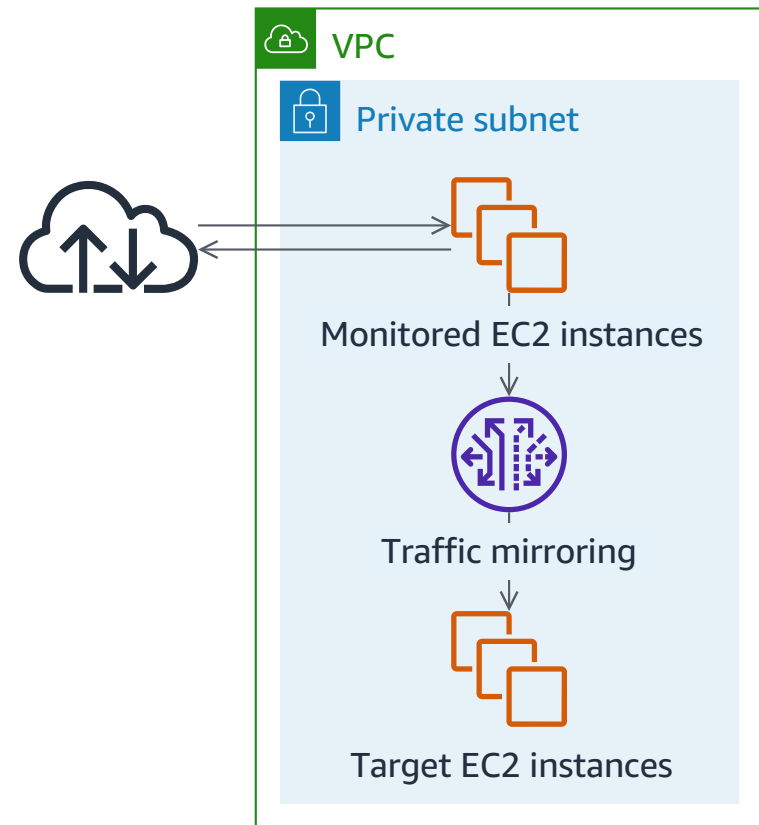 VPC
Private subnet
Monitored EC2 instances
Traffic mirroring
Target EC2 instances